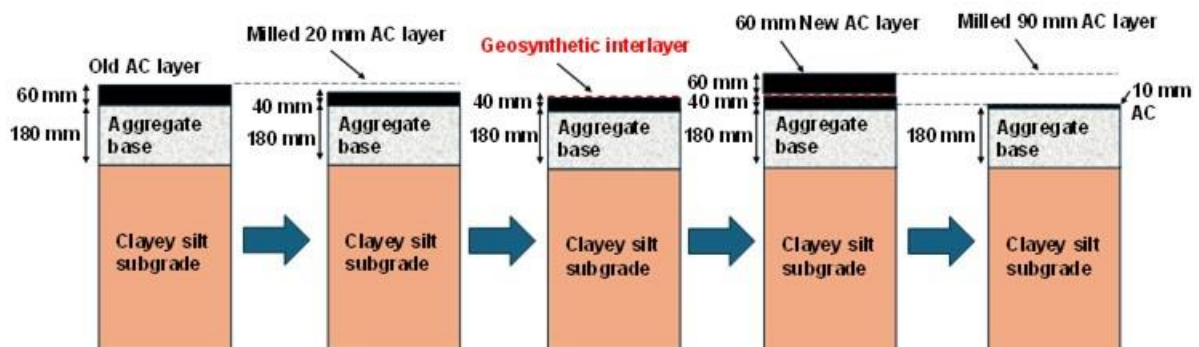 Old AC layer
60 mm
180 mm
Aggregate
base
Clayey silt
subgrade
Milled 20 mm AC layer
40 mm
180 mm
Aggregate
base
Clayey silt
subgrade
Geosynthetic interlayer
40 mm
180 mm
Aggregate
base
Clayey silt
subgrade
60 mm New AC layer
60 mm
40 mm
180 mm
Aggregate
base
Clayey silt
subgrade
Milled 90 mm AC layer
10 mm
AC
180 mm
Aggregate
base
Clayey silt
subgrade